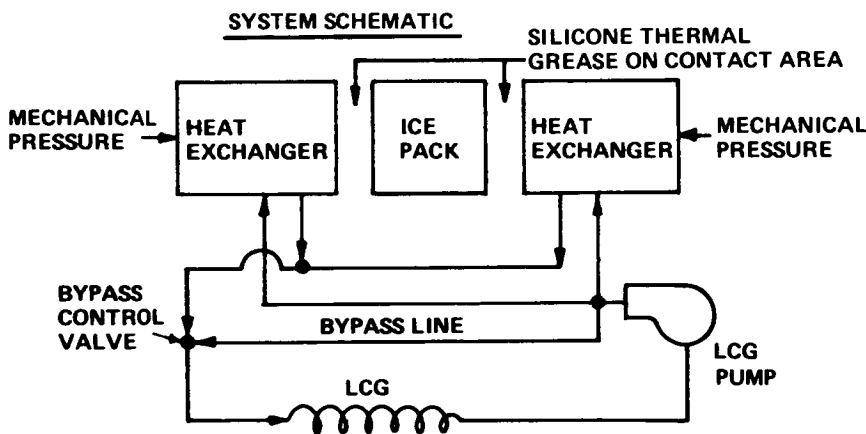 SYSTEM SCHEMATIC
SILICONE THERMAL
GREASE ON CONTACT AREA
MECHANICAL
PRESSURE
HEAT
EXCHANGER
ICE
PACK
HEAT
EXCHANGER
MECHANICAL
PRESSURE
BYPASS
CONTROL
VALVE
BYPASS LINE
LCG
PUMP
LCG